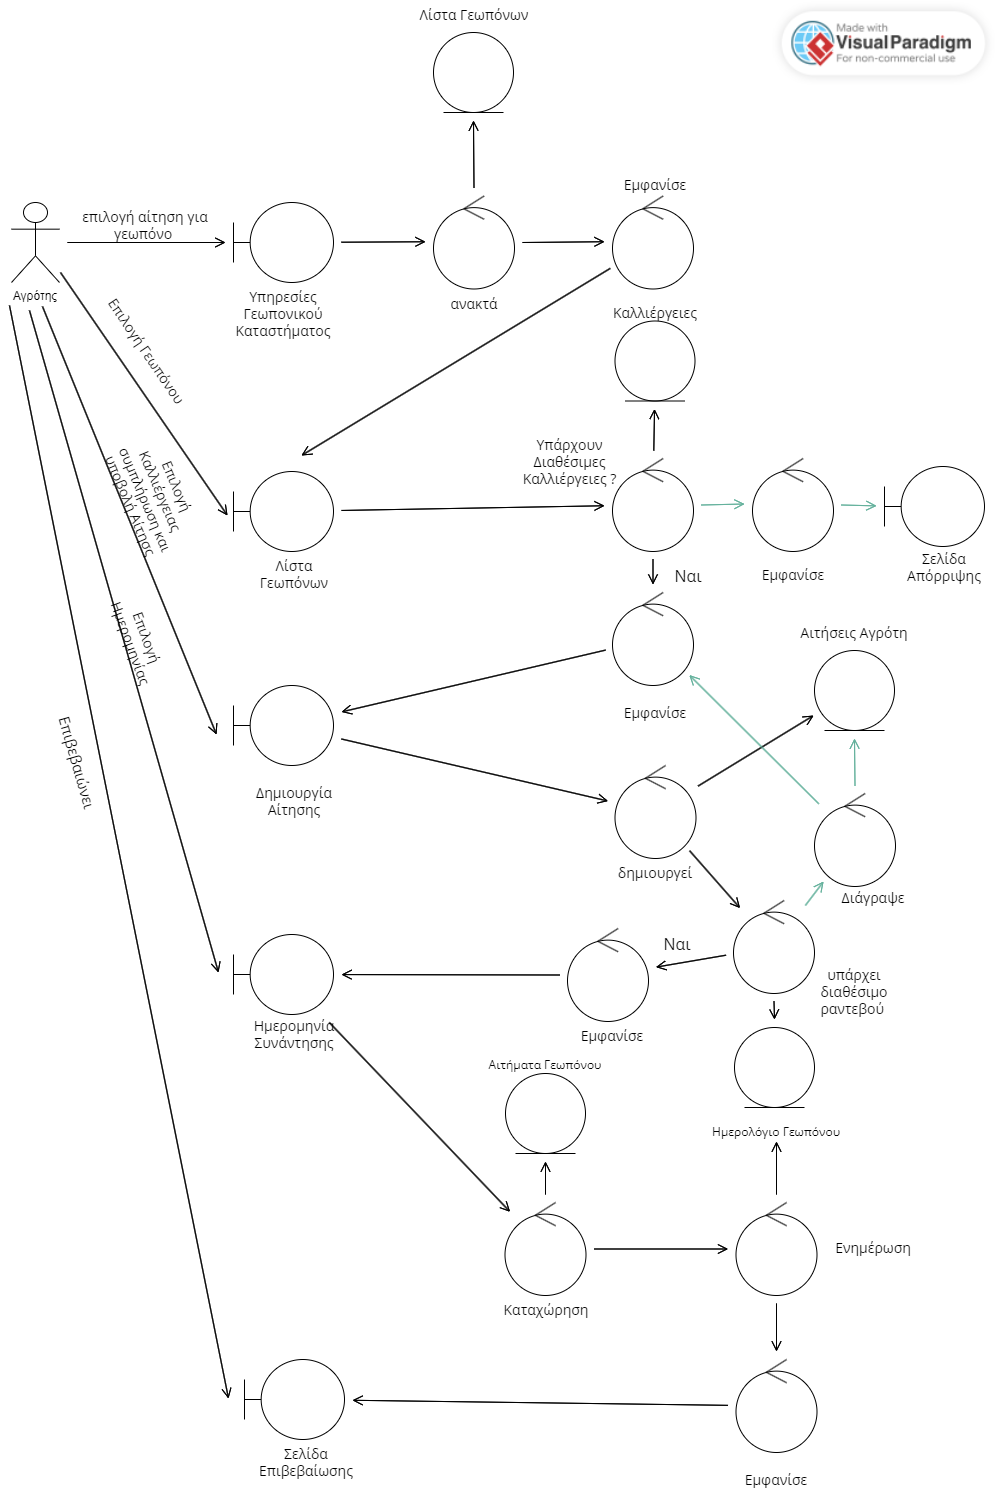 Λίστα Γεωπόνων
Made with
Visual Paradigm
For non-commercial use
επιλογή αίτηση για
γεωπόνο
Εμφανίσε
Αγρότης
Υπηρεσίες
Γεωπονικού
Καταστήματος
ανακτά
Καλλιέργειες
Επιλογή Γεωπόνου
Υπάρχουν
Διαθέσιμες
Καλλιέργειες ?
Επιλογή
Καλλιέργειας
συμπλήρωση και
υποβολή Αίτησς
Λίστα
Γεωπόνων
Ναι
Εμφανίσε
Σελίδα
Απόρριψης
Επιλογή
Ημερομηνίας
Εμφανίσε
Αιτήσεις Αγρότη
Επιβεβαιώνει
Δημιουργία
Αίτησης
δημιουργεί
Διάγραψε
Ναι
υπάρχει
διαθέσιμο
ραντεβού
Ημερομηνία
Συνάντησης
Εμφανίσε
Αιτήματα Γεωπόνου
Ημερολόγιο Γεωπόνου
Ενημέρωση
Καταχώρηση
Σελίδα
Επιβεβαίωσης
Εμφανίσε